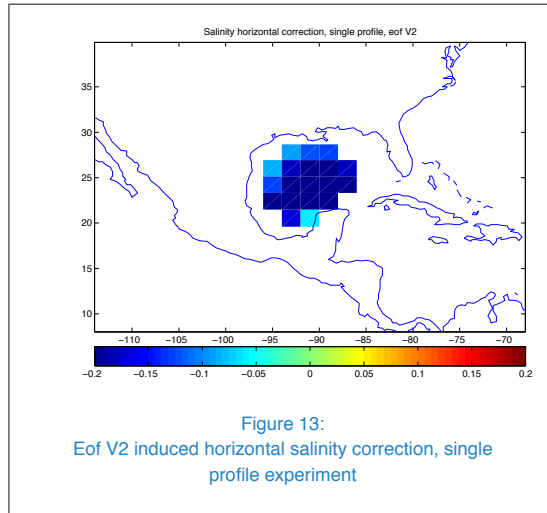 Salinity horizontal correction, single profile, eof V2
35
30
25
20
15
10
−110 −105 −100 −95 −90 −85 −80 −75 −70
−0.2 −0.15 −0.1 −0.05 0 0.05 0.1 0.15 0.2
Figure 13:
Eof V2 induced horizontal salinity correction, single
profile experiment